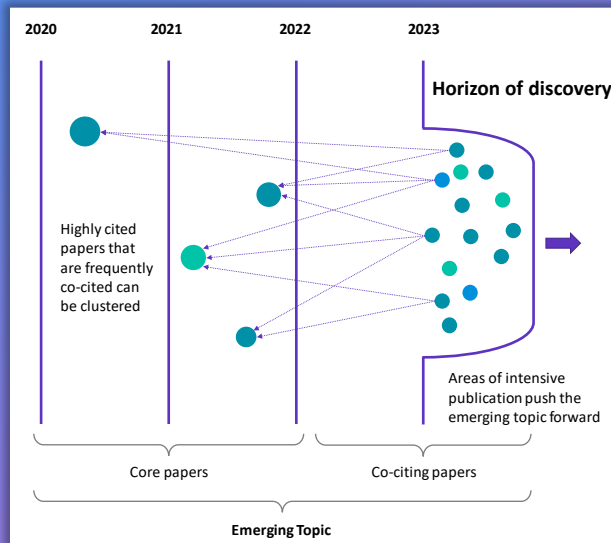 2020 2021 2022 2023
Horizon of discovery
Highly cited
papers that
are frequently
co-cited can
be clustered
Areas of intensive
publication push the
emerging topic forward
Core papers
Co-citing papers
Emerging Topic